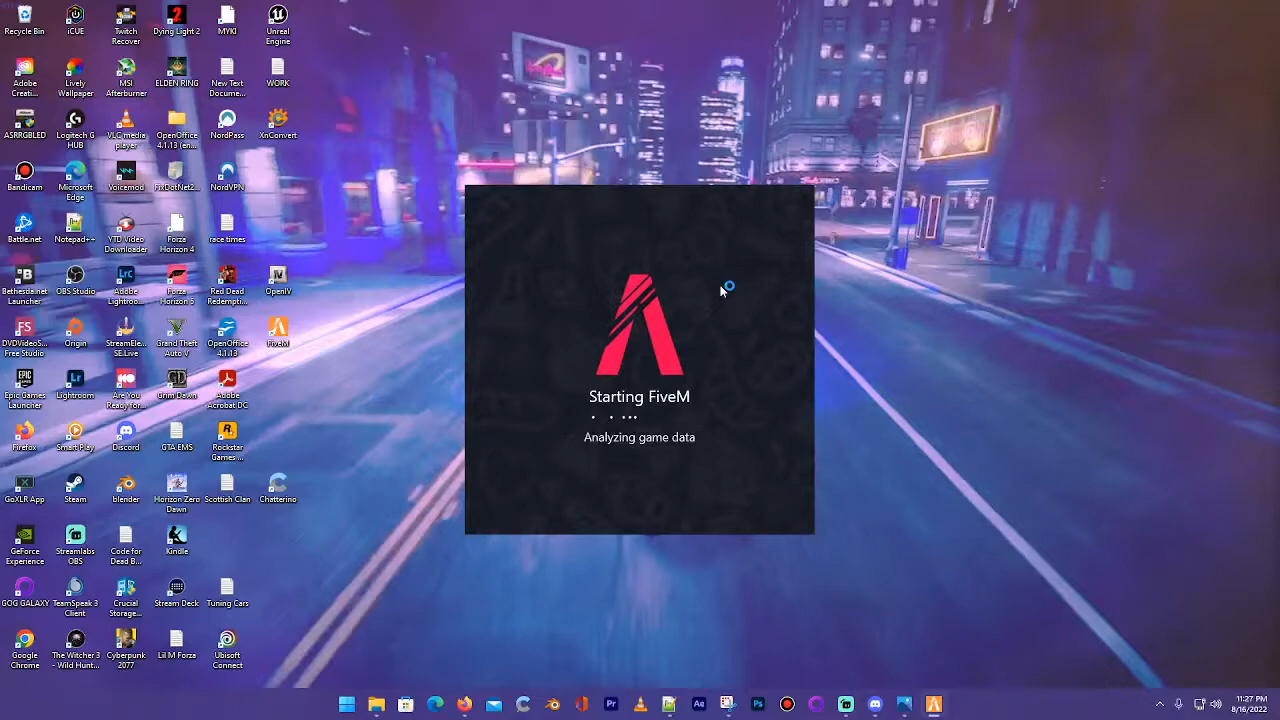 Recycle Bin
iCUE
Twitch
Recover
Dying Light 2
MYKI
Unreal
Engine
Adobe
Creati...
Lively
Wallpaper
MSI
Afterburner
ELDEN RING
New Text
Docume...
WORK
ASRRGBLED
Logitech G
HUB
VLC media
player
OpenOffice
4.1.13 (en...
NordPass
XnConvert
Bandicam
Microsoft
Edge
Voicemod
FixDotNet2...
NordVPN
Battle.net
Notepad++
YTD Video
Downloader
Forza
Horizon 4
race times
Bethesda.net
Launcher
OBS Studio
Adobe
Lightroo...
Forza
Horizon 5
Red Dead
Redempti...
OpenIV
DVDVideoS...
Free Studio
Origin
StreamEle...
SE.Live
Grand Theft
Auto V
OpenOffice
4.1.13
FiveM
Epic Games
Launcher
Lightroom
Are You
Ready for...
Grim Dawn
Adobe
Acrobat DC
Firefox
Smart Play
Discord
GTA EMS
Rockstar
Games ...
GoXLR App
Steam
blender
Horizon Zero
Dawn
Scottish Clan
Chatterino
GeForce
Experience
Streamlabs
OBS
Code for
Dead B...
Kindle
GOG GALAXY
TeamSpeak 3
Client
Crucial
Storage...
Stream Deck
Tuning Cars
Google
Chrome
The Witcher 3
- Wild Hunt...
Cyberpunk
2077
Lil M Forza
Ubisoft
Connect
Starting FiveM
Analyzing game data
11:27 PM
8/16/2022